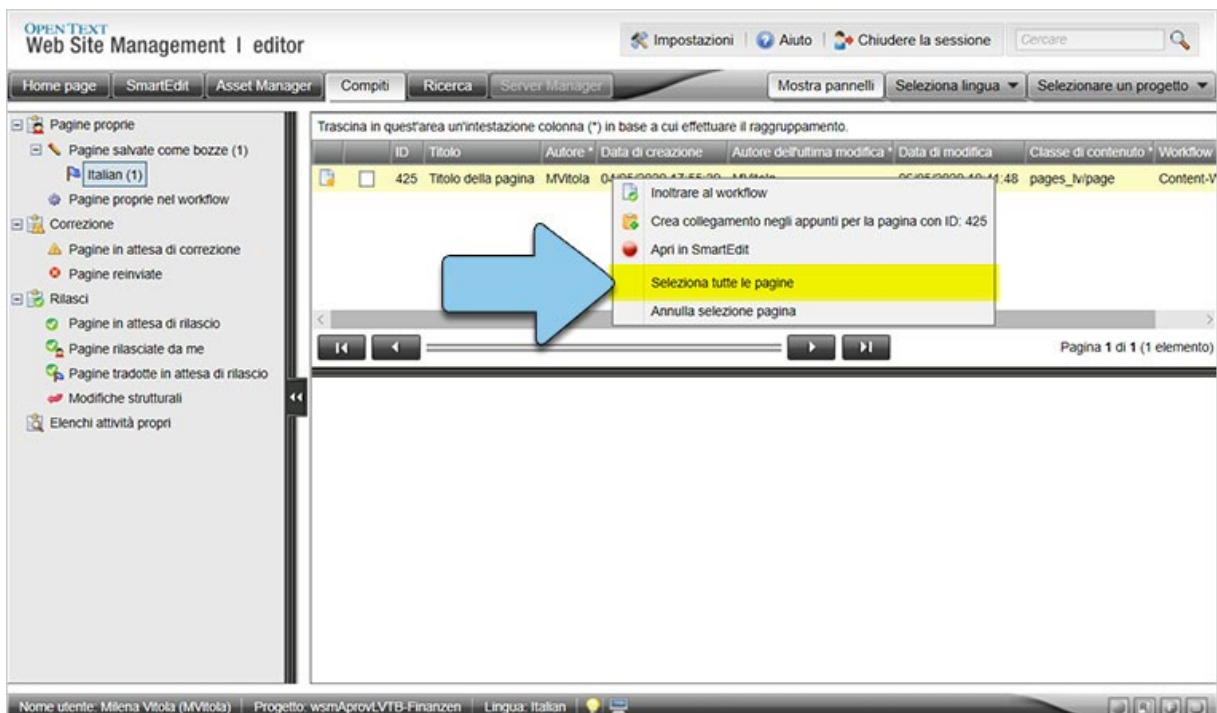 OPENTEXT
Web Site Management | editor
Impostazioni | Aiuto | Chiudere la sessione
Cercare
Home page
SmartEdit
Asset Manager
Compiti
Ricerca
Server Manager
Mostra pannelli
Seleziona lingua
Selezionare un progetto
Pagine proprie
Pagine salvate come bozze (1)
Italian (1)
Pagine proprie nel workflow
Correzione
Pagine in attesa di correzione
Pagine reinviate
Rilasci
Pagine in attesa di rilascio
Pagine rilasciate da me
Pagine tradotte in attesa di rilascio
Modifiche strutturali
Elenchi attività propri
Trascina in quest'area un'intestazione colonna (*) in base a cui effettuare il raggruppamento.
ID Titolo Autore * Data di creazione Autore dell'ultima modifica * Data di modifica Classe di contenuto * Workflow
425 Titolo della pagina MVitola pages_lv/page Content-W
Inoltrare al workflow
Crea collegamento negli appunti per la pagina con ID: 425
Apri in SmartEdit
Seleziona tutte le pagine
Annulla selezione pagina
Pagina 1 di 1 (1 elemento)
Nome utente: Milena Vitola (MVitola) Progetto: wsmAprovLVTB-Finanzen Lingua: Italian